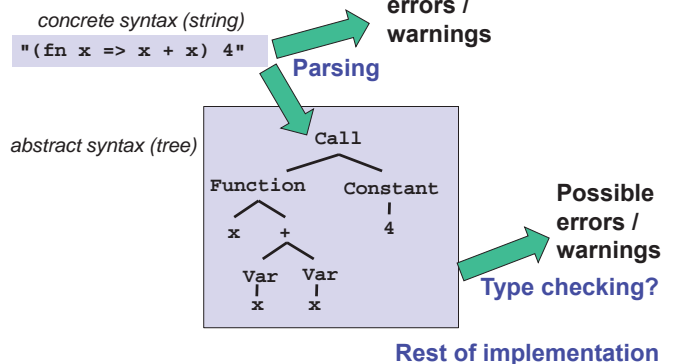 errors /
warnings
concrete syntax (string)
"(fn x => x + x) 4"
Parsing
abstract syntax (tree)
Call
Function
Constant
x
+
4
Var
Var
x
x
Possible
errors /
warnings
Type checking?
Rest of implementation